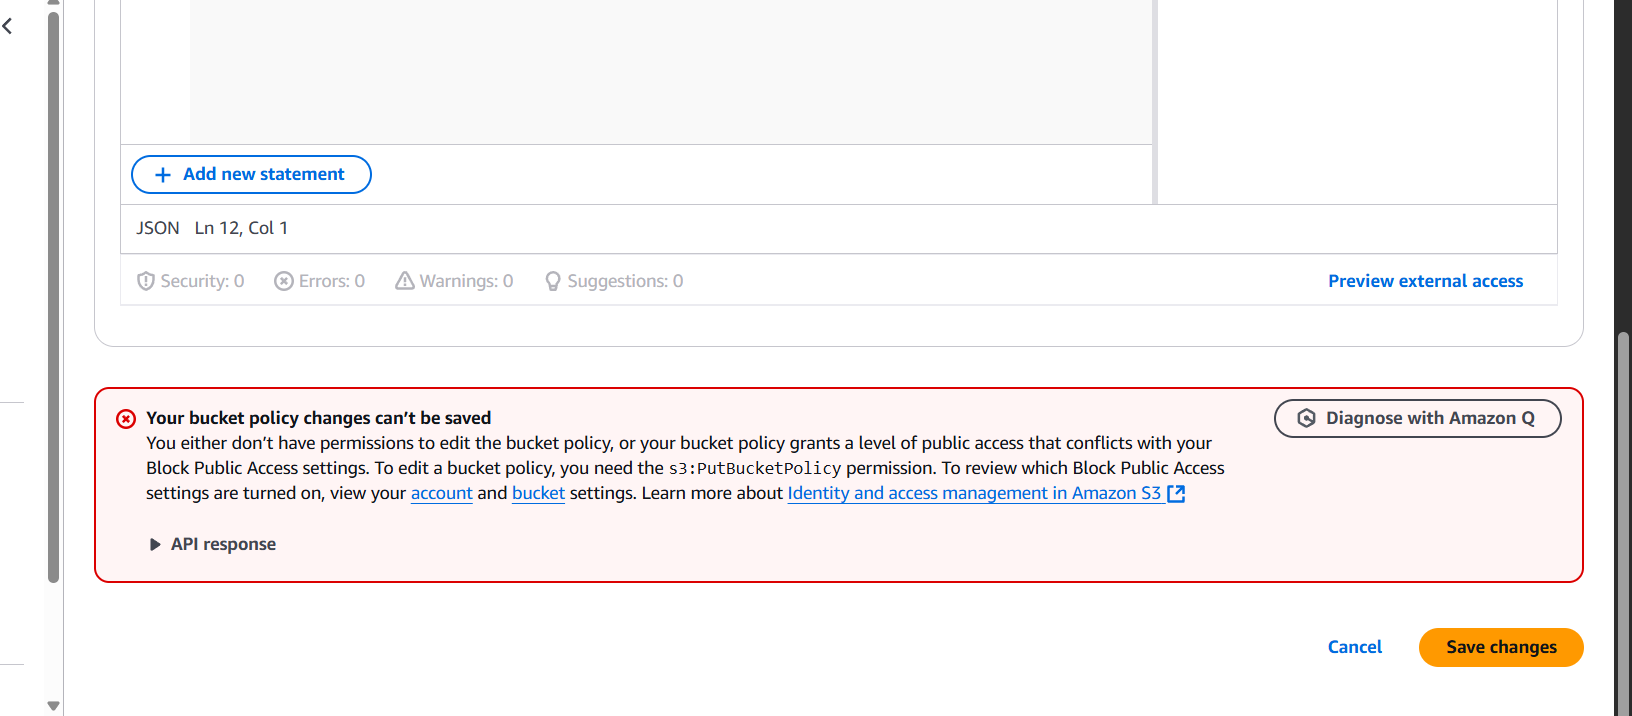 Add new statement
JSON Ln 12, Col 1
Security: 0 Errors: 0 Warnings: 0 Suggestions: 0 Preview external access
Your bucket policy changes can’t be saved
Diagnose with Amazon Q
You either don’t have permissions to edit the bucket policy, or your bucket policy grants a level of public access that conflicts with your
Block Public Access settings. To edit a bucket policy, you need the s3:PutBucketPolicy permission. To review which Block Public Access
settings are turned on, view your account and bucket settings. Learn more about Identity and access management in Amazon S3
API response
Cancel Save changes